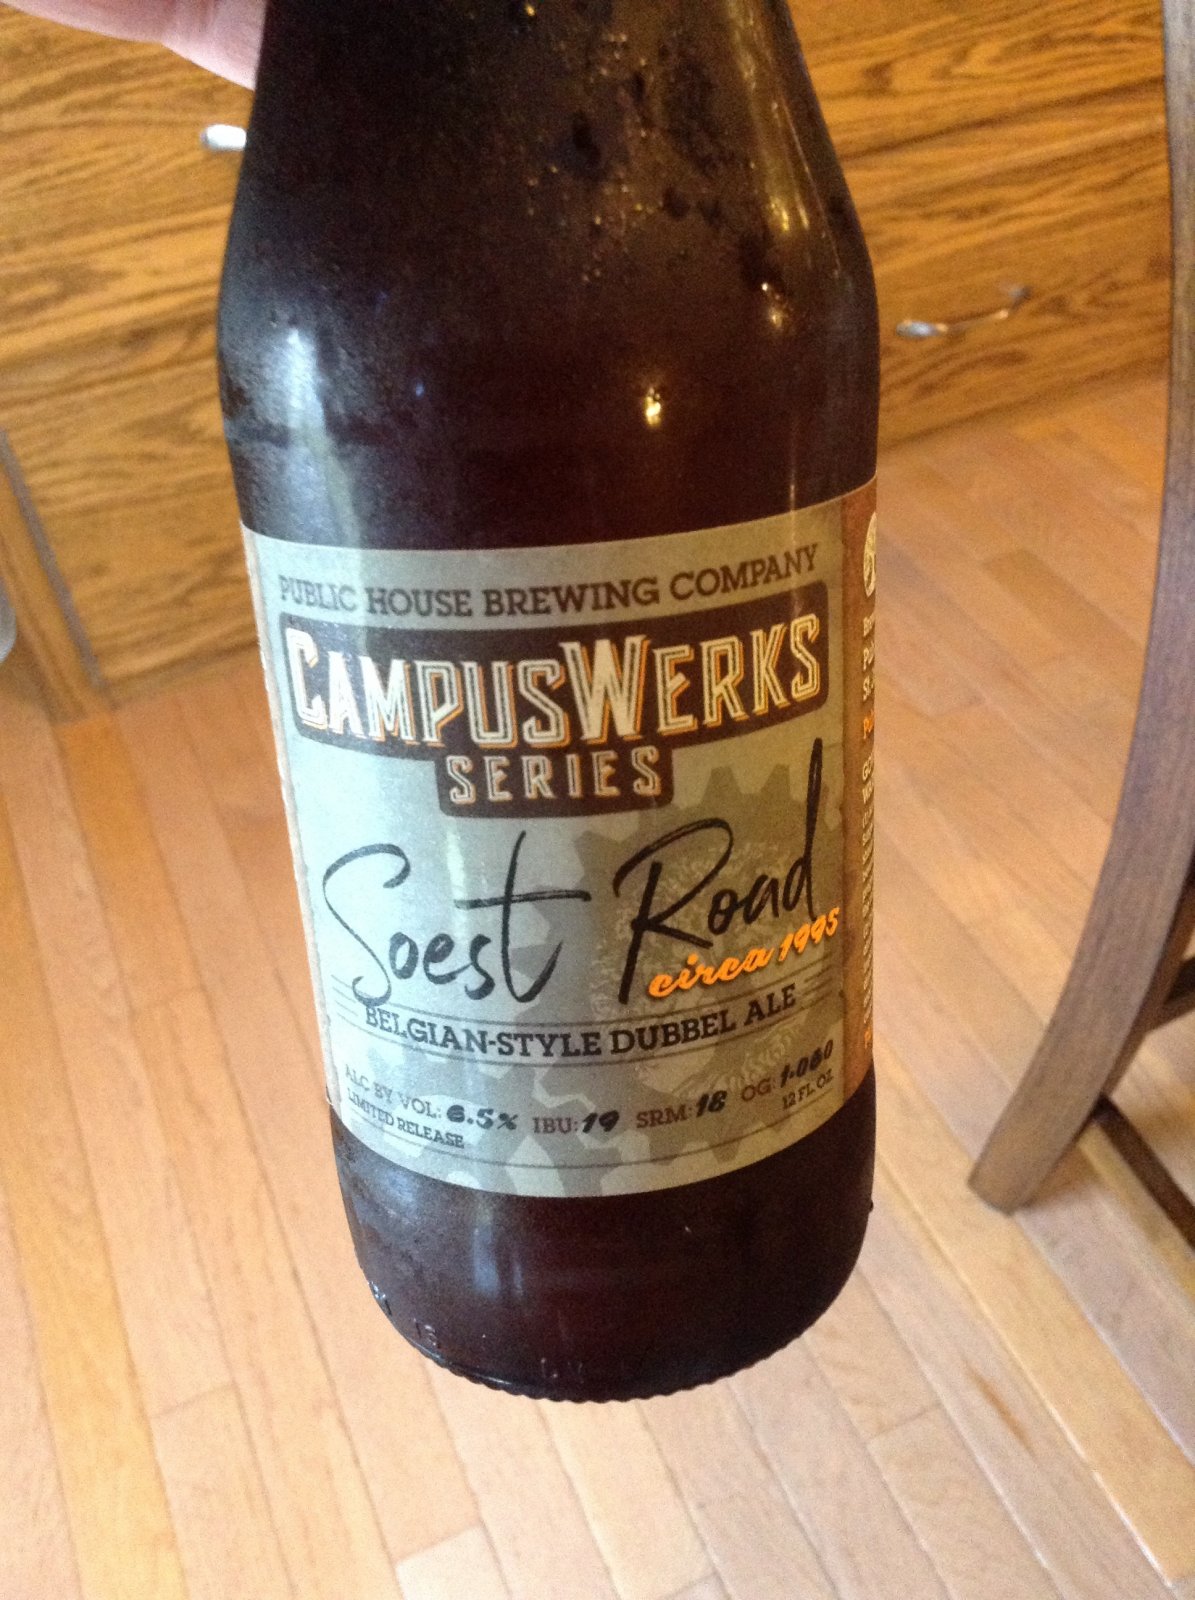 PUBLIC HOUSE BREWING COMPANY
CAMPUSWERKS
SERIES
Soest Road
circa 1995
BELGIAN-STYLE DUBBEL ALE
ALC BY VOL: 6.5% IBU: 19 SRM: 18 OG: 1.060
LIMITED RELEASE
12 FL OZ